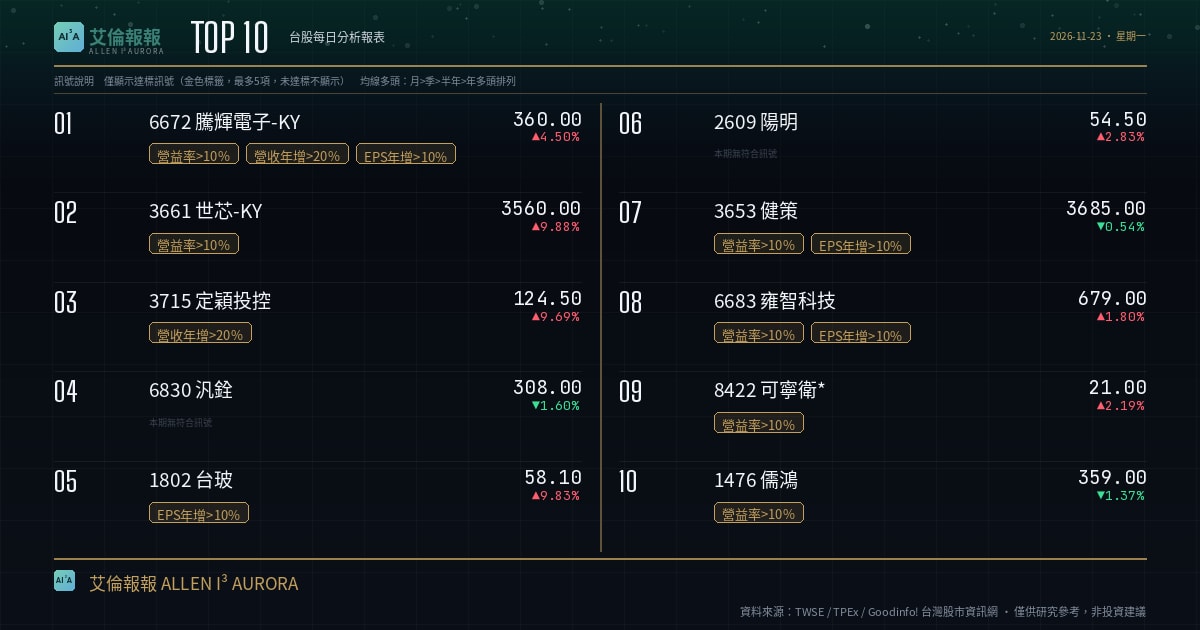 AI³A 艾倫報報
ALLEN I³AURORA
TOP 10
台股每日分析報表
2026-11-23 · 星期一
訊號說明 僅顯示達標訊號（金色標籤，最多5項，未達標不顯示） 均線多頭：月>季>半年>年多頭排列
01 6672 騰輝電子-KY 360.00
▲4.50%
營益率>10% 營收年增>20% EPS年增>10%
02 3661 世芯-KY 3560.00
▲9.88%
營益率>10%
03 3715 定穎投控 124.50
▲9.69%
營收年增>20%
04 6830 汎銓 308.00
▼1.60%
本期無符合訊號
05 1802 台玻 58.10
▲9.83%
EPS年增>10%
06 2609 陽明 54.50
▲2.83%
本期無符合訊號
07 3653 健策 3685.00
▼0.54%
營益率>10% EPS年增>10%
08 6683 雍智科技 679.00
▲1.80%
營益率>10% EPS年增>10%
09 8422 可寧衛* 21.00
▲2.19%
營益率>10%
10 1476 儒鴻 359.00
▼1.37%
營益率>10%
AI³A 艾倫報報 ALLEN I³ AURORA
資料來源：TWSE / TPEx / Goodinfo! 台灣股市資訊網 · 僅供研究參考，非投資建議